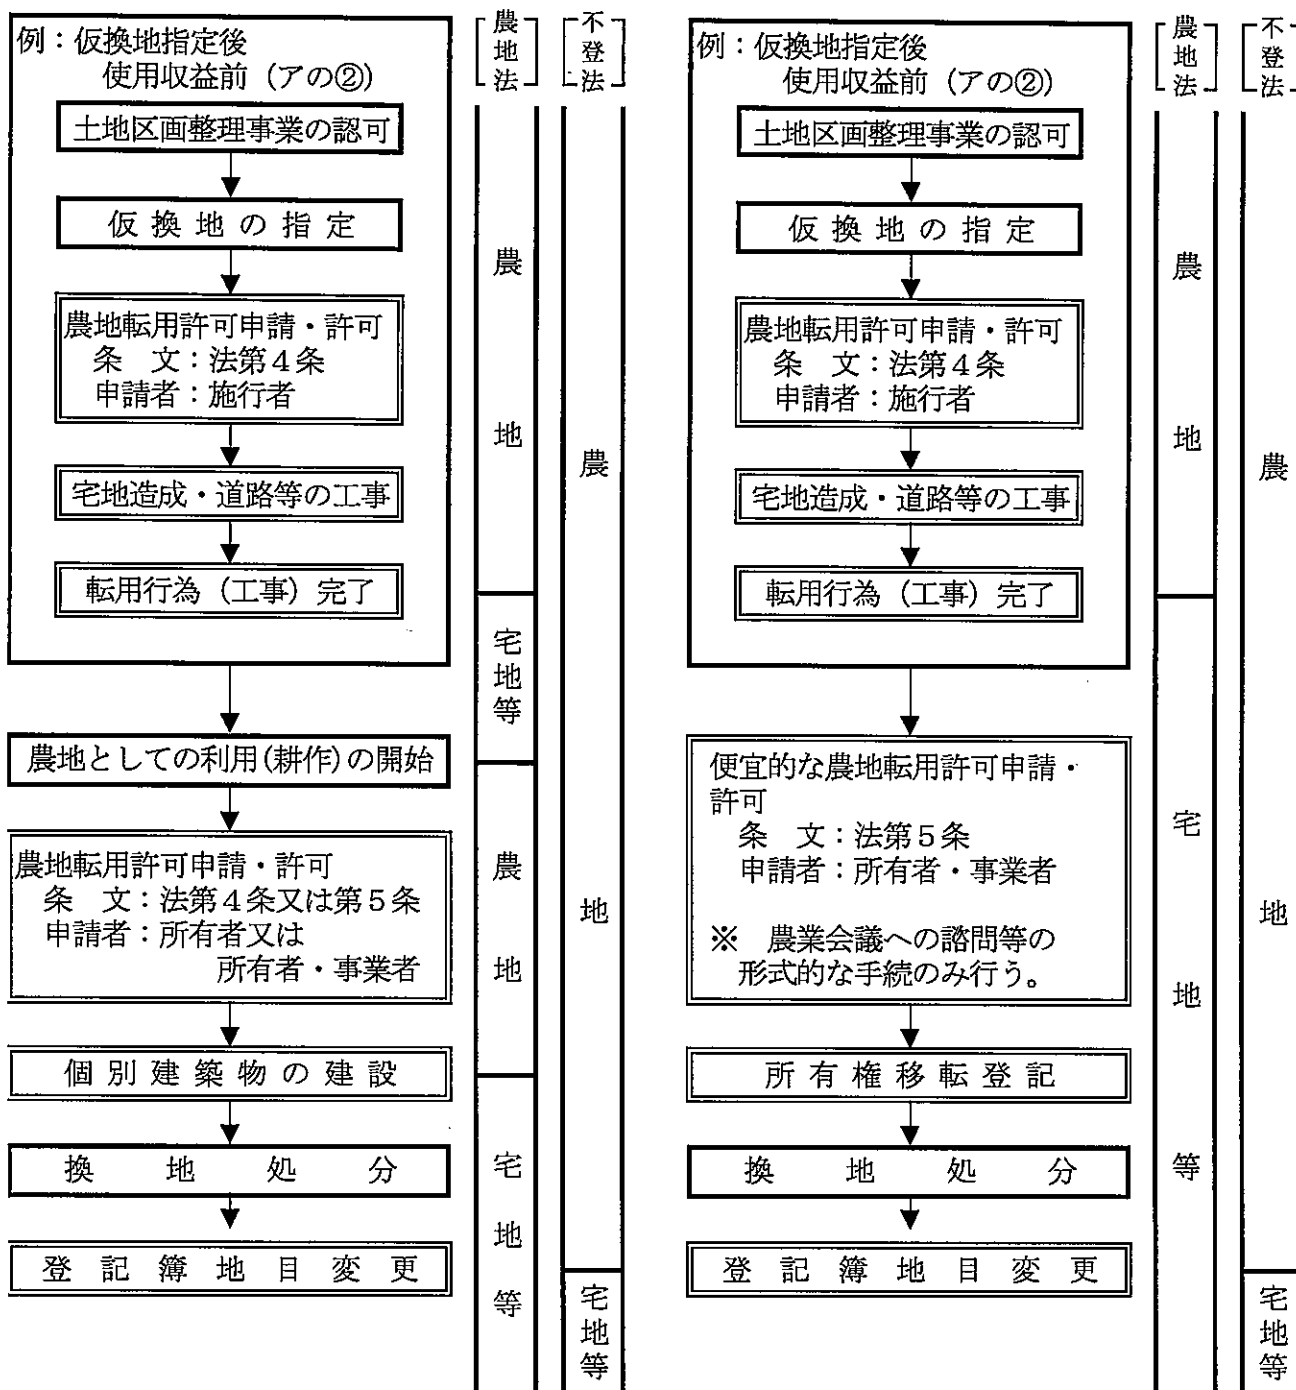 例：仮換地指定後
使用収益前（アの②）
土地区画整理事業の認可
仮換地の指定
農地転用許可申請・許可
条　文：法第４条
申請者：施行者
宅地造成・道路等の工事
転用行為（工事）完了
農地としての利用(耕作)の開始
農地転用許可申請・許可
条　文：法第４条又は第５条
申請者：所有者又は
所有者・事業者
個別建築物の建設
換地処分
登記簿地目変更
［農地法］
農地
宅地等
農地
宅地等
［不登法］
農地
宅地等
例：仮換地指定後
使用収益前（アの②）
土地区画整理事業の認可
仮換地の指定
農地転用許可申請・許可
条　文：法第４条
申請者：施行者
宅地造成・道路等の工事
転用行為（工事）完了
便宜的な農地転用許可申請・
許可
条　文：法第５条
申請者：所有者・事業者
※　農業会議への諮問等の
形式的な手続のみ行う。
所有権移転登記
換地処分
登記簿地目変更
［農地法］
農地
宅地等
［不登法］
農地
宅地等